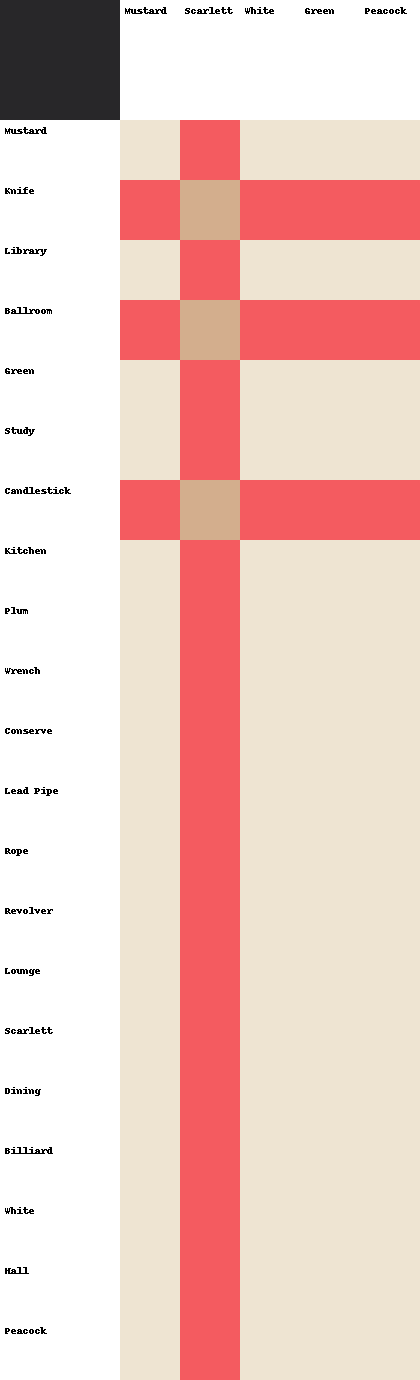 Mustard Scarlett White Green Peacock
Mustard
Knife
Library
Ballroom
Green
Study
Candlestick
Kitchen
Plum
Wrench
Conserve
Lead Pipe
Rope
Revolver
Lounge
Scarlett
Dining
Billiard
White
Hall
Peacock